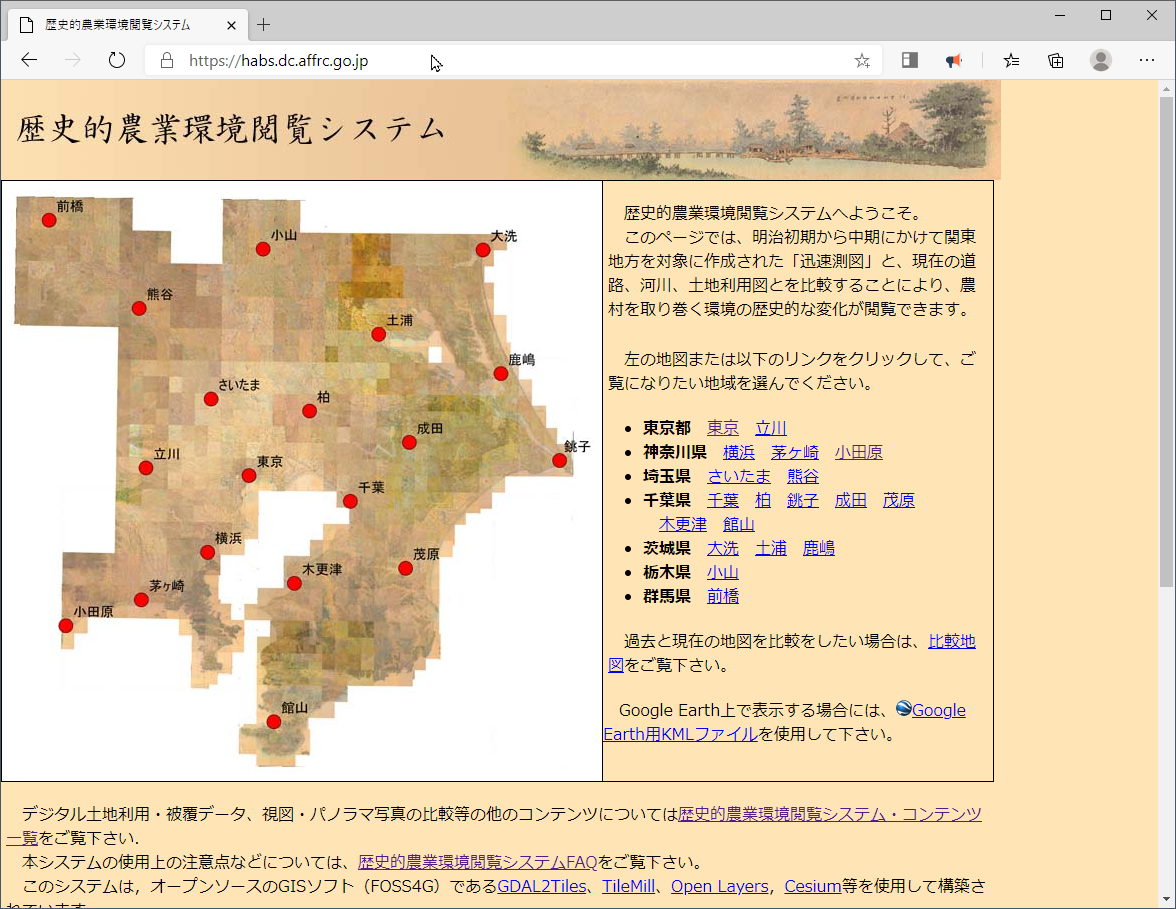 歴史的農業環境閲覧システム
https://habs.dc.affrc.go.jp
歴史的農業環境閲覧システム
前橋
小山
大洗
熊谷
土浦
鹿嶋
さいたま
柏
成田
銚子
立川
東京
千葉
横浜
木更津
茂原
茅ヶ崎
小田原
館山
歴史的農業環境閲覧システムへようこそ。
このページでは、明治初期から中期にかけて関東
地方を対象に作成された「迅速測図」と、現在の道
路、河川、土地利用図とを比較することにより、農
村を取り巻く環境の歴史的な変化が閲覧できます。
左の地図または以下のリンクをクリックして、ご
覧になりたい地域を選んでください。
• 東京都 東京 立川
• 神奈川県 横浜 茅ヶ崎 小田原
• 埼玉県 さいたま 熊谷
• 千葉県 千葉 柏 銚子 成田 茂原
木更津 館山
• 茨城県 大洗 土浦 鹿嶋
• 栃木県 小山
• 群馬県 前橋
過去と現在の地図を比較をしたい場合は、比較地
図をご覧下さい。
Google Earth上で表示する場合には、Google
Earth用KMLファイルを使用して下さい。
デジタル土地利用・被覆データ、視図・パノラマ写真の比較等の他のコンテンツについては歴史的農業環境閲覧システム・コンテンツ
一覧をご覧下さい.
本システムの使用上の注意点などについては、歴史的農業環境閲覧システムFAQをご覧下さい。
このシステムは，オープンソースのGISソフト（FOSS4G）であるGDAL2Tiles、TileMill、Open Layers，Cesium等を使用して構築さ
れています